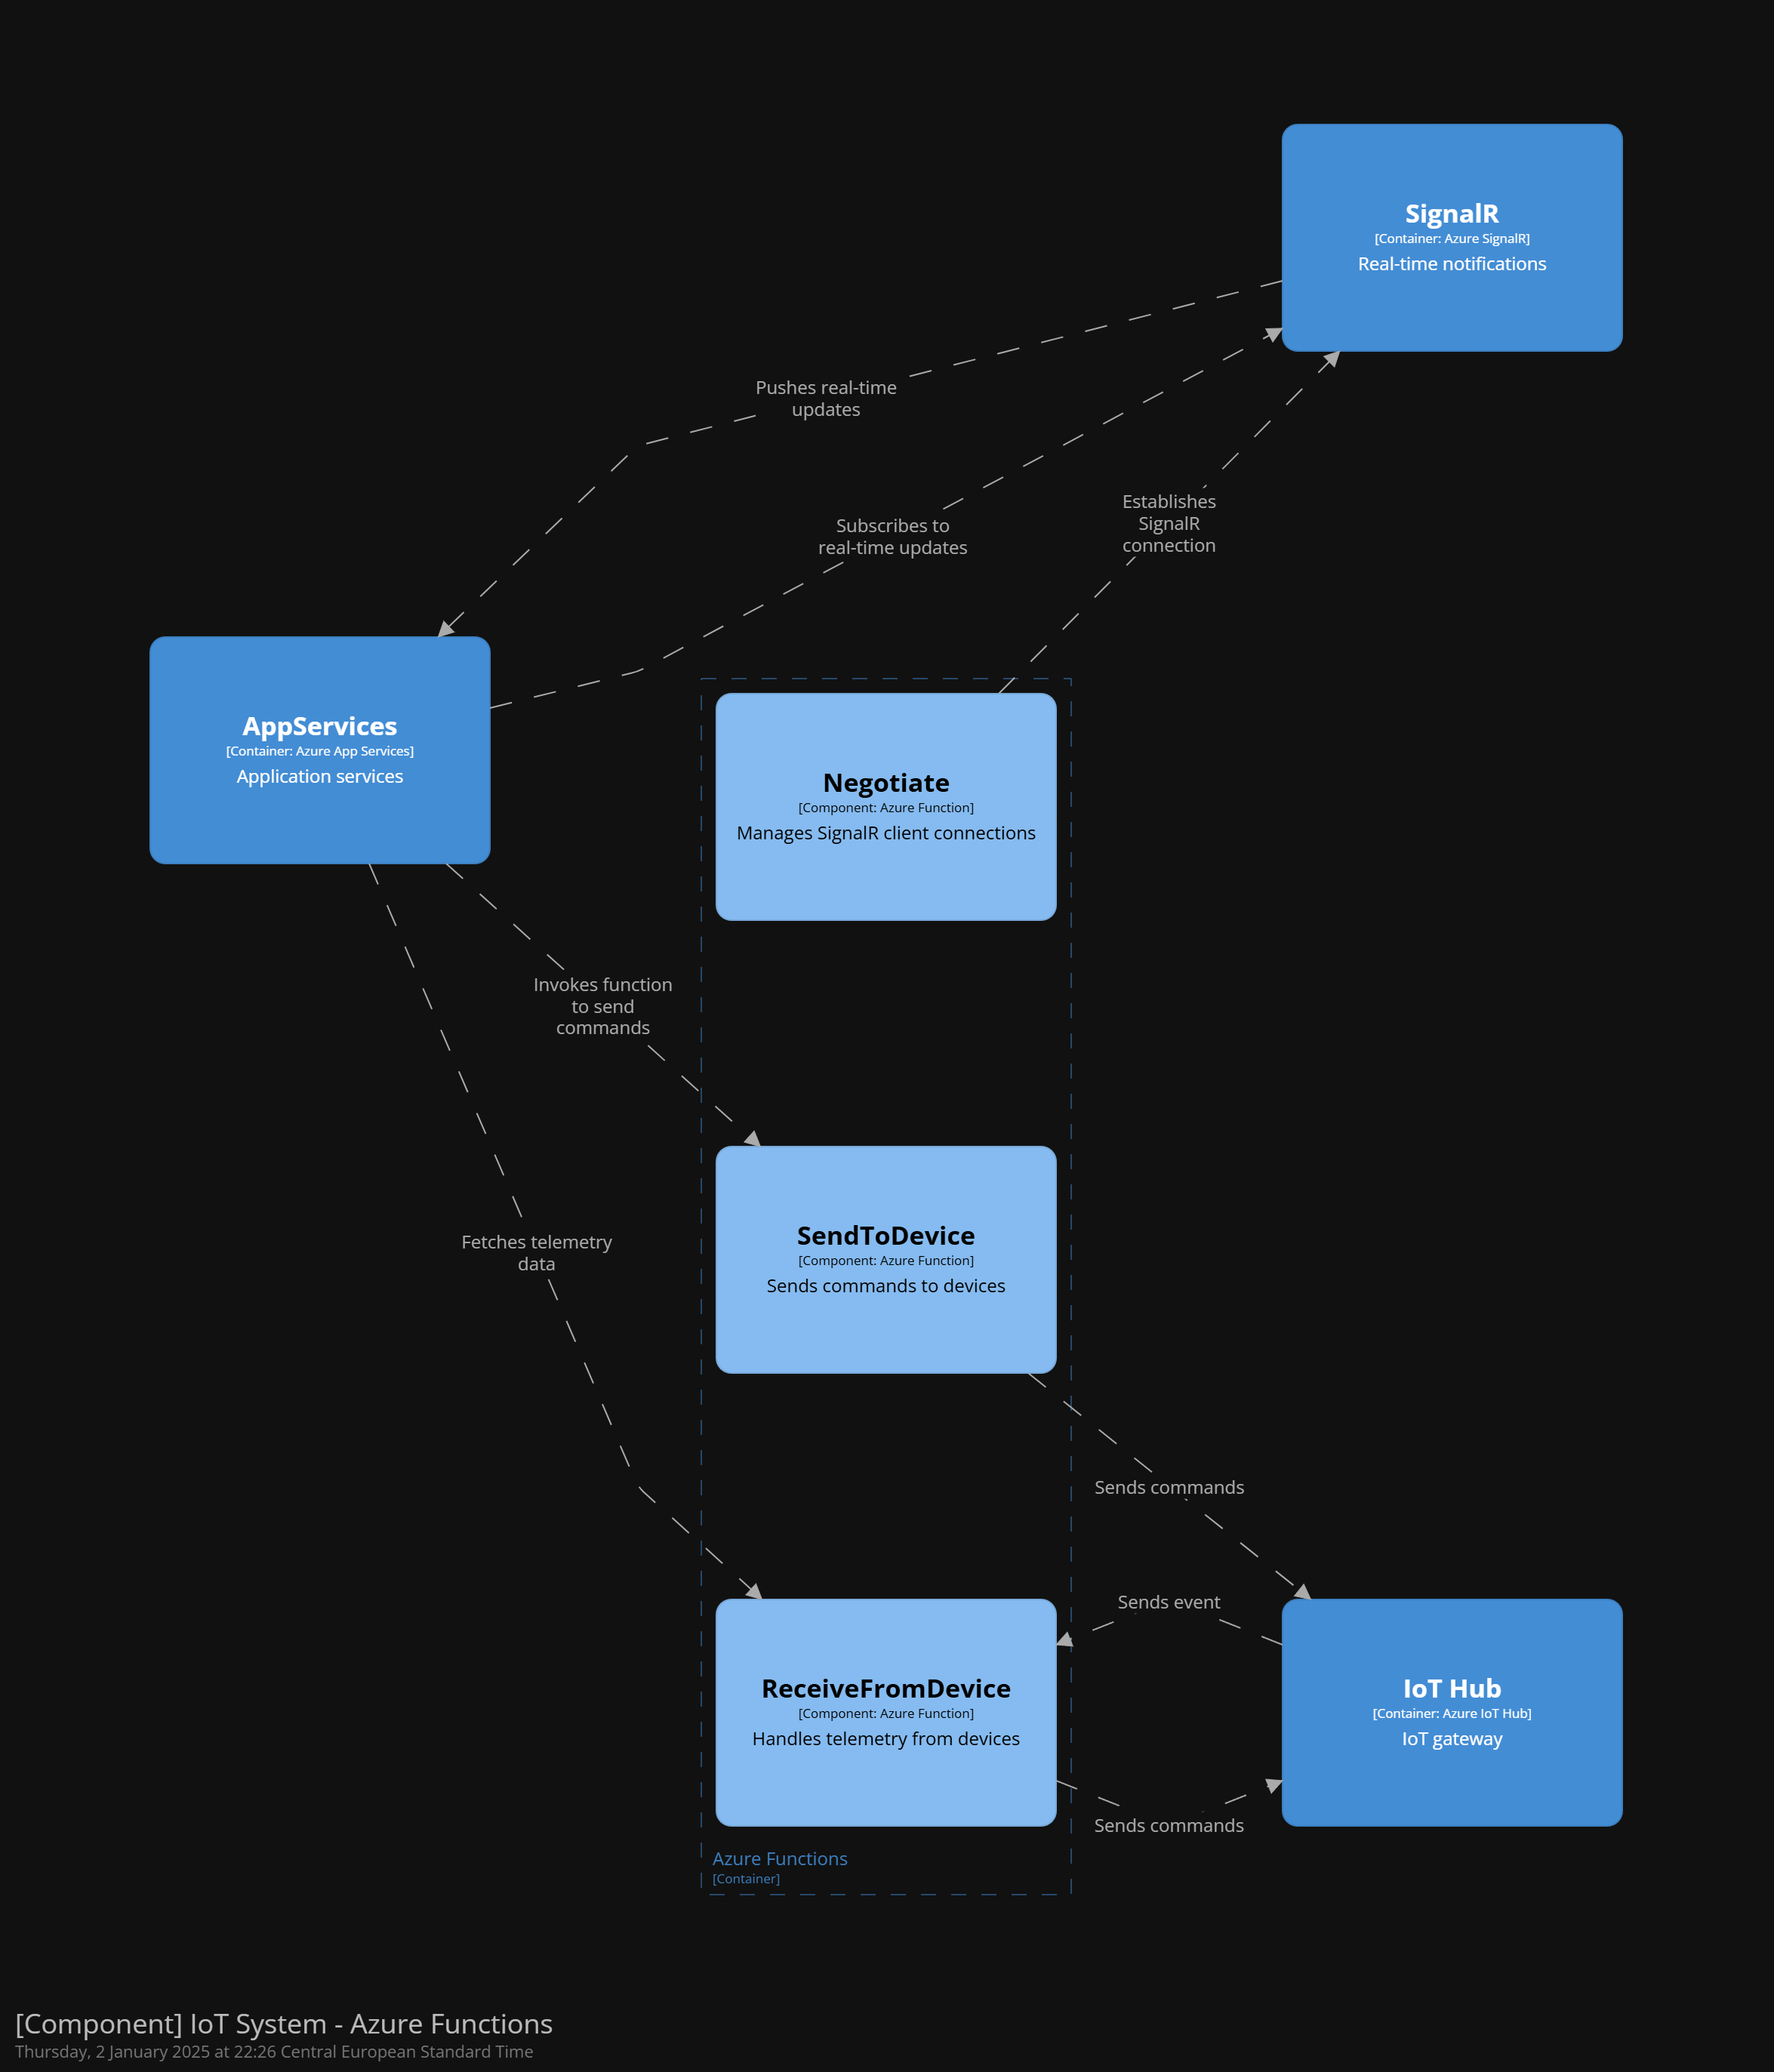 SignalR
[Container: Azure SignalR]
Real-time notifications
Pushes real-time
updates
Subscribes to
real-time updates
Establishes
SignalR
connection
AppServices
[Container: Azure App Services]
Application services
Negotiate
[Component: Azure Function]
Manages SignalR client connections
Invokes function
to send
commands
SendToDevice
[Component: Azure Function]
Sends commands to devices
Fetches telemetry
data
Sends commands
Sends event
ReceiveFromDevice
[Component: Azure Function]
Handles telemetry from devices
IoT Hub
[Container: Azure IoT Hub]
IoT gateway
Sends commands
Azure Functions
[Container]
[Component] IoT System - Azure Functions
Thursday, 2 January 2025 at 22:26 Central European Standard Time